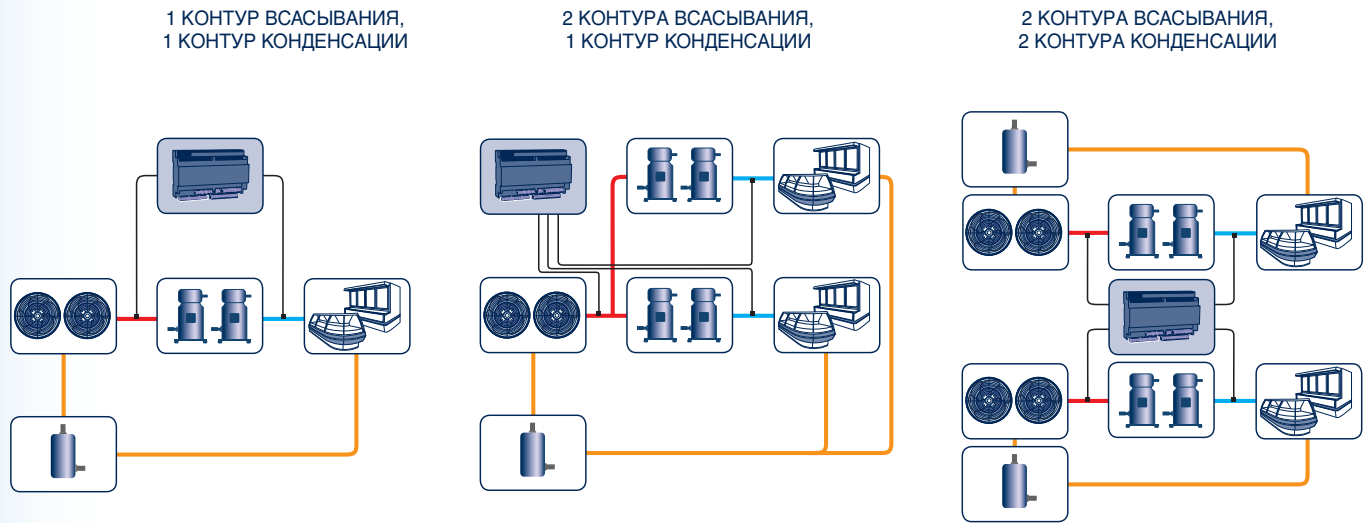 1 КОНТУР ВСАСЫВАНИЯ,
1 КОНТУР КОНДЕНСАЦИИ
2 КОНТУРА ВСАСЫВАНИЯ,
1 КОНТУР КОНДЕНСАЦИИ
2 КОНТУРА ВСАСЫВАНИЯ,
2 КОНТУРА КОНДЕНСАЦИИ